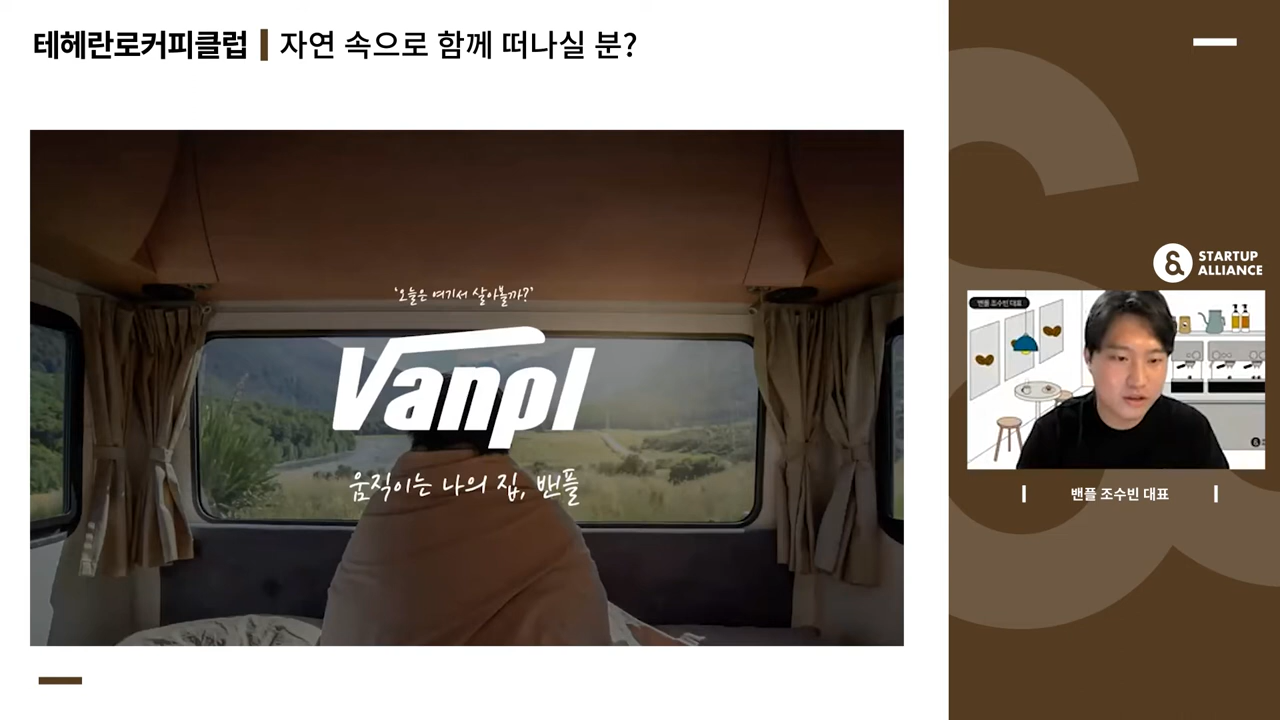 테헤란로커피클럽 | 자연 속으로 함께 떠나실 분?
'오늘은 여기서 살아볼까?'
Vanpl
움직이는 나의 집, 밴플
STARTUP
ALLIANCE
밴플 조수빈 대표
밴플 조수빈 대표